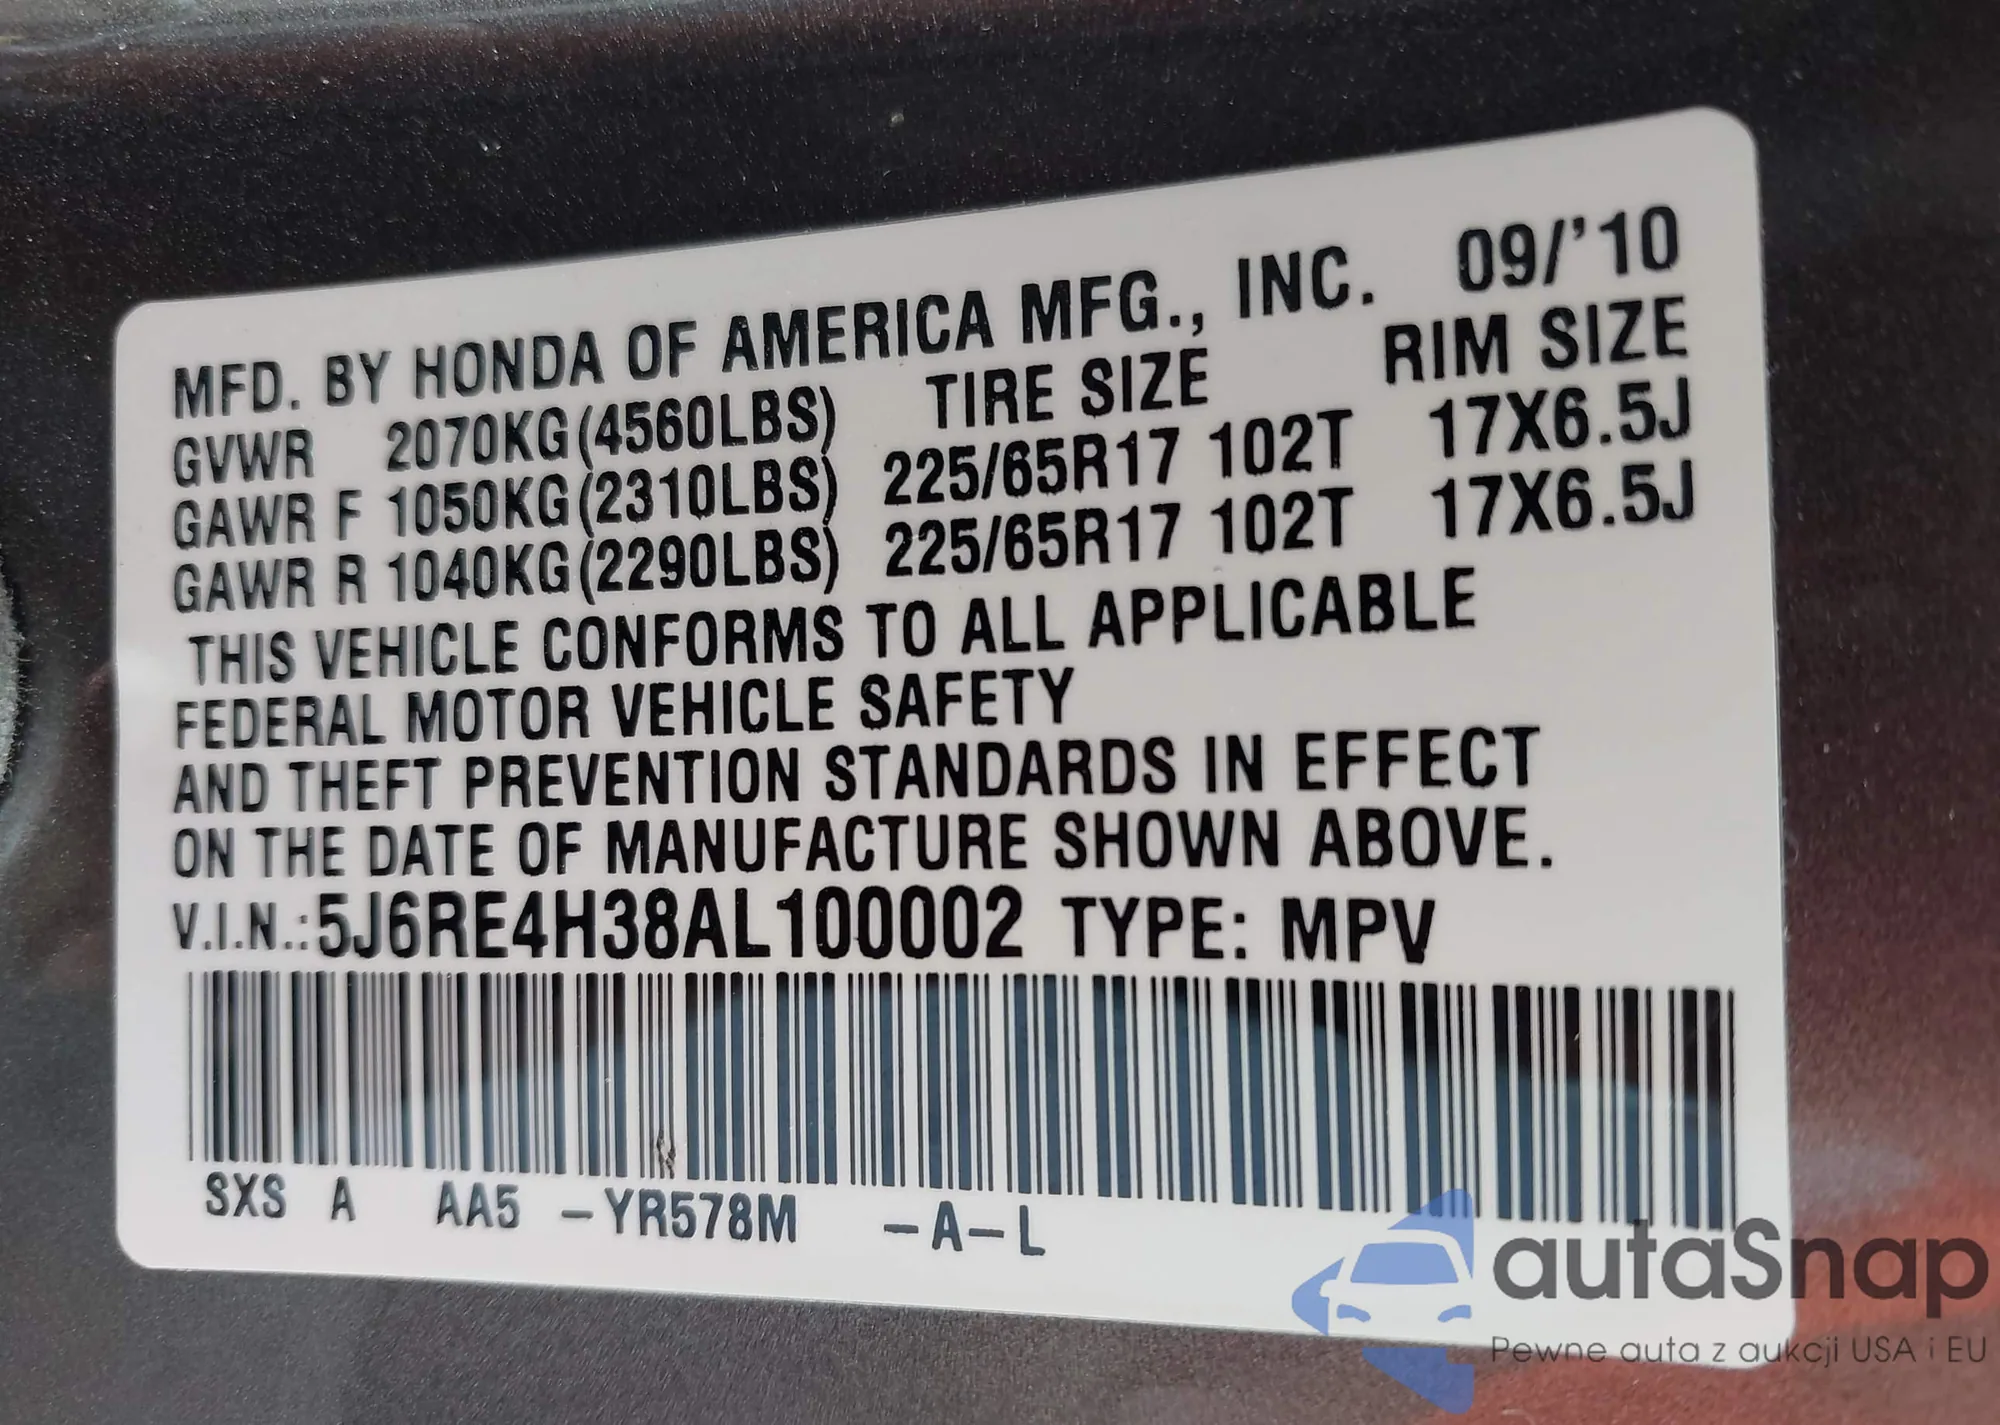 MFD. BY HONDA OF AMERICA MFG., INC. 09/'10
GVWR 2070KG(4560LBS) TIRE SIZE RIM SIZE
GAWR F 1050KG(2310LBS) 225/65R17 102T 17X6.5J
GAWR R 1040KG(2290LBS) 225/65R17 102T 17X6.5J
THIS VEHICLE CONFORMS TO ALL APPLICABLE
FEDERAL MOTOR VEHICLE SAFETY
AND THEFT PREVENTION STANDARDS IN EFFECT
ON THE DATE OF MANUFACTURE SHOWN ABOVE.
V.I.N.:5J6RE4H38AL100002 TYPE: MPV
SXS A AA5 -YR578M -A-L
autaSnap
Pewne auta z aukcji USA i EU